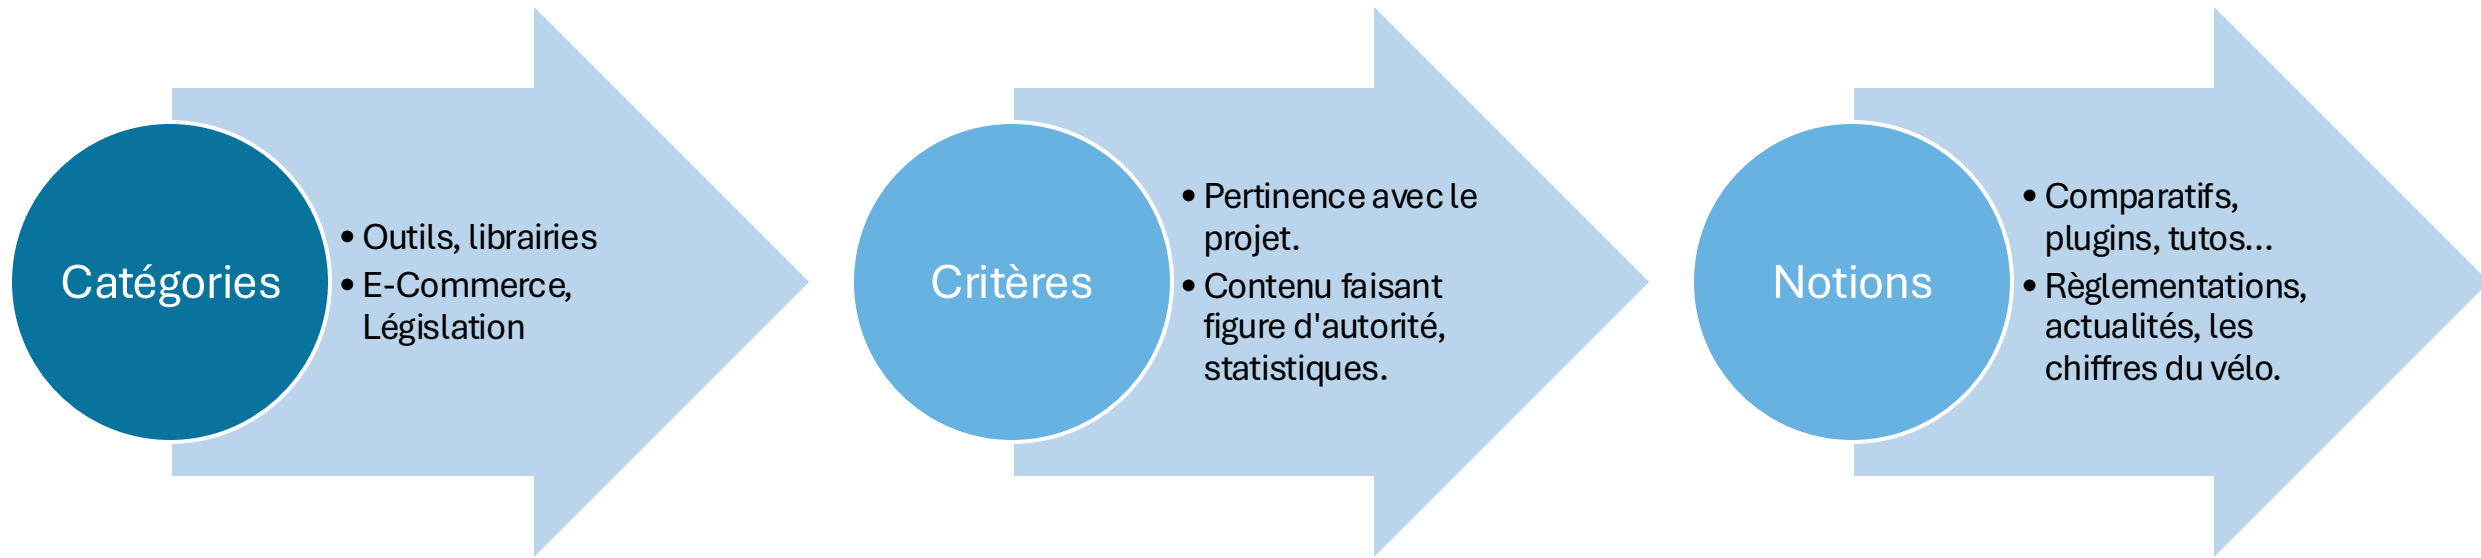 Catégories
• Outils, librairies
• E-Commerce,
Législation
Critères
• Pertinence avec le
projet.
• Contenu faisant
figure d'autorité,
statistiques.
Notions
• Comparatifs,
plugins, tutos...
• Règlementations,
actualités, les
chiffres du vélo.